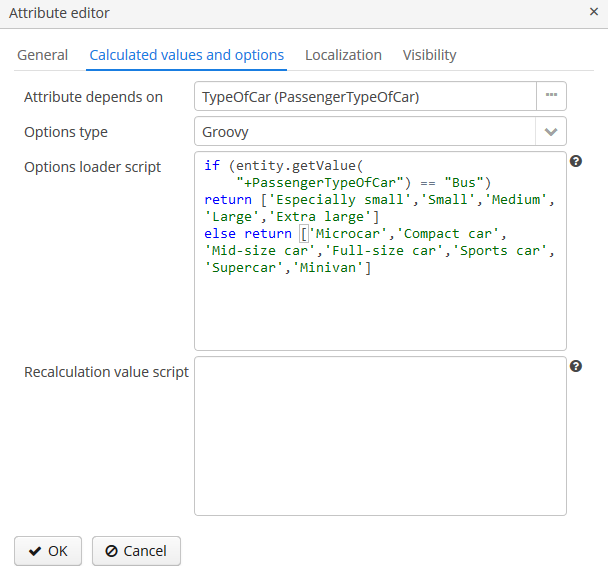 Attribute editor
General Calculated values and options Localization Visibility
Attribute depends on TypeOfCar (PassengerTypeOfCar)
Options type Groovy
Options loader script
if (entity.getValue(
"+PassengerTypeOfCar") == "Bus")
return ['Especially small','Small','Medium',
'Large','Extra large']
else return ['Microcar','Compact car',
'Mid-size car','Full-size car','Sports car',
'Supercar','Minivan']
Recalculation value script
OK Cancel